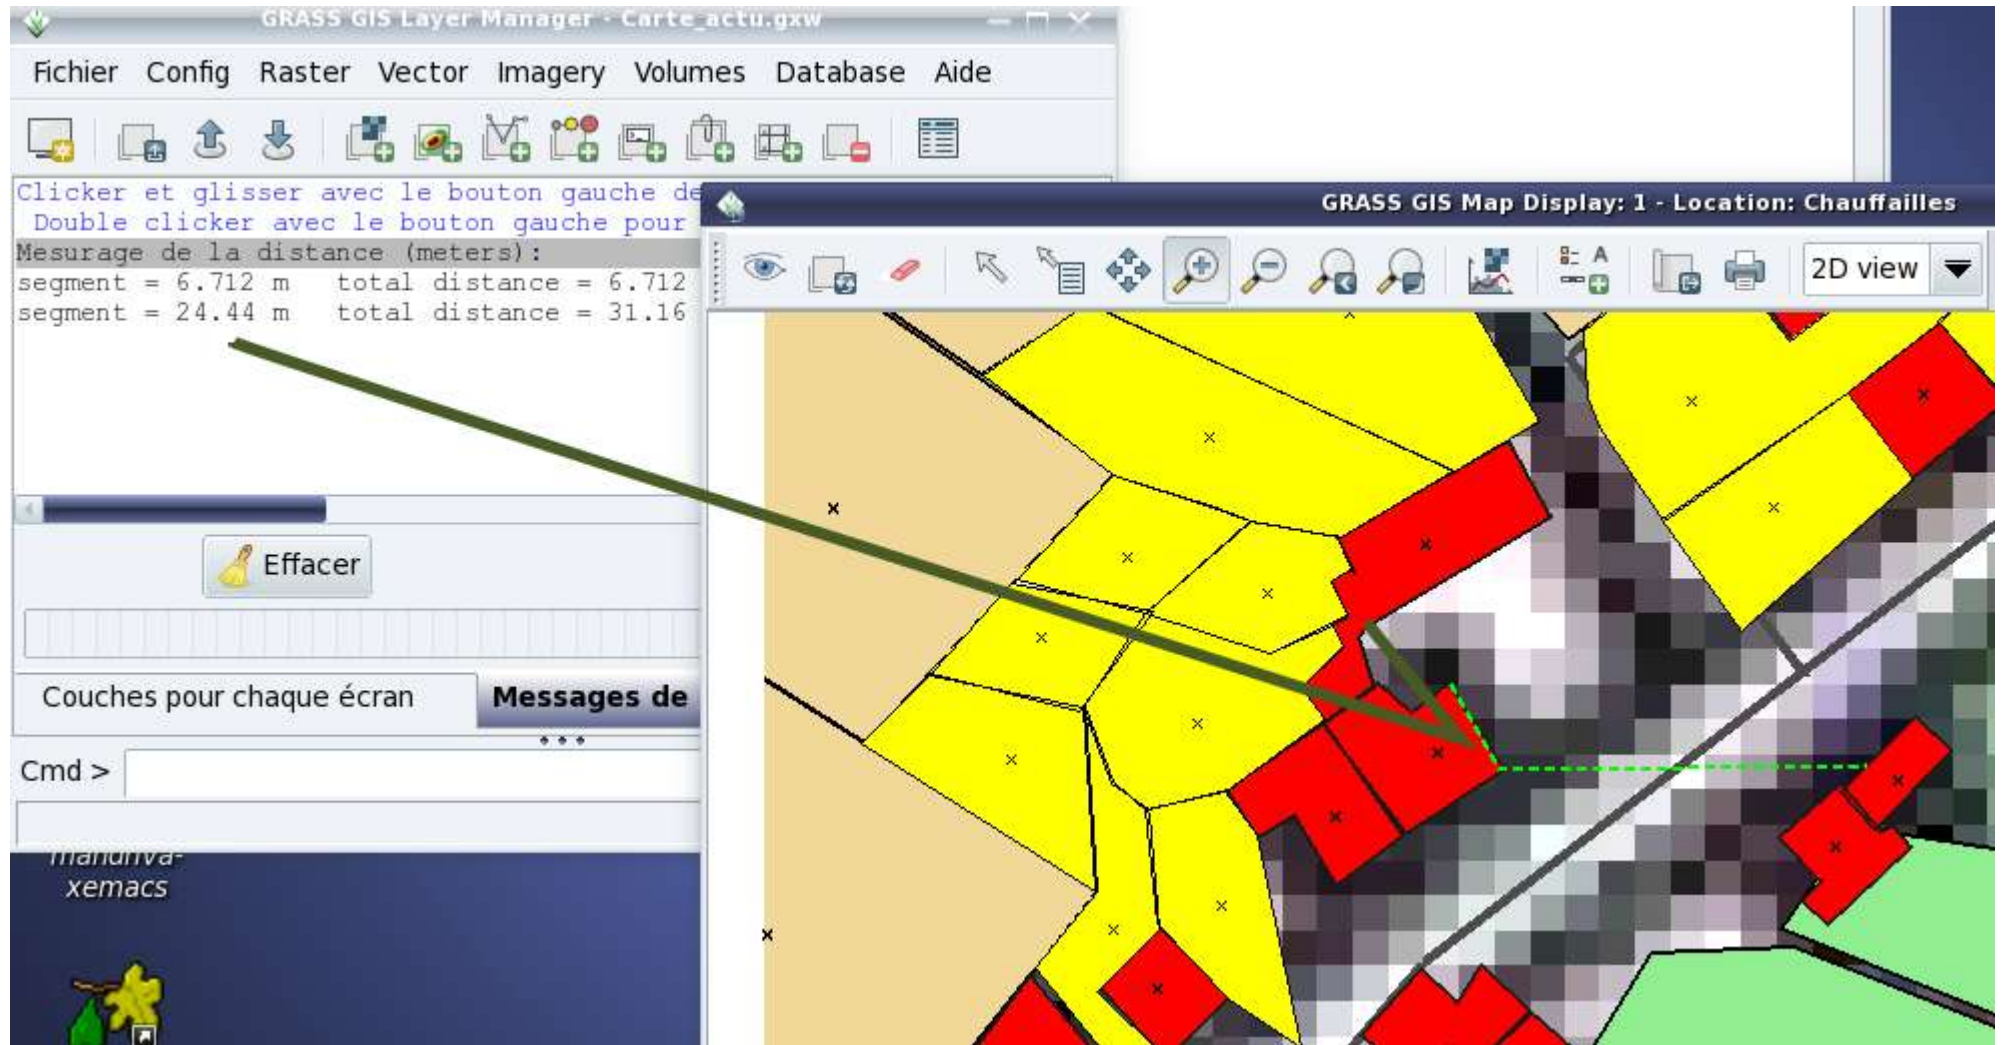 GRASS GIS Layer Manager - Carte_actu.gxw
Fichier Config Raster Vector Imagery Volumes Database Aide
Clicker et glisser avec le bouton gauche de
Double clicker avec le bouton gauche pour
Mesurage de la distance (meters):
segment = 6.712 m total distance = 6.712
segment = 24.44 m total distance = 31.16
Effacer
Couches pour chaque écran
Messages de
Cmd >
mandriva-
xemacs
GRASS GIS Map Display: 1 - Location: Chauffailles
2D view